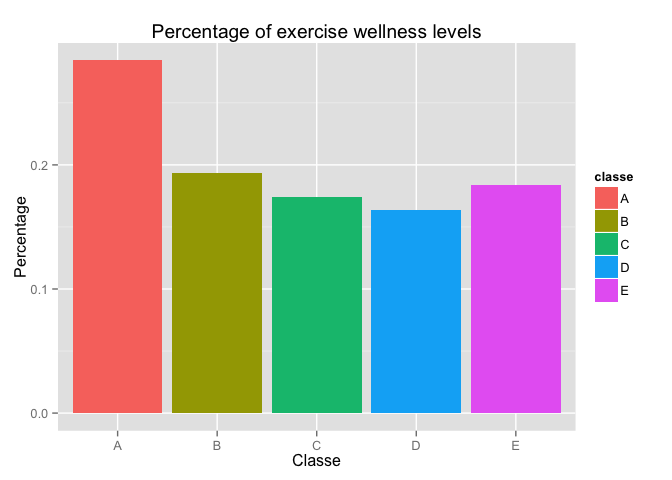 Percentage of exercise wellness levels
Percentage
0.2
0.1
0.0
A B C D E
Classe
classe
A
B
C
D
E